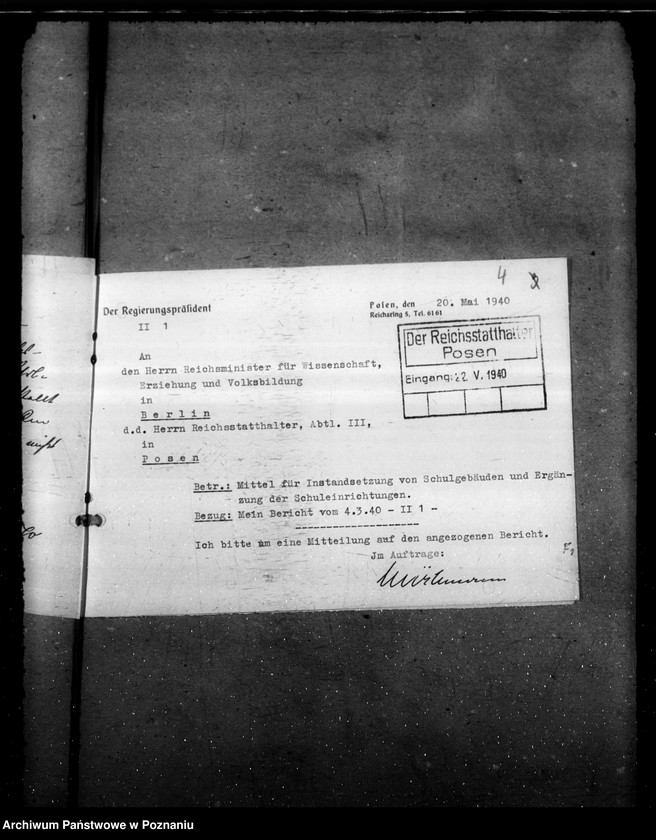 4
Der Regierungspräsident
Posen, den 20. Mai 1940
Reichsring 5, Tel. 6161
II 1
Der Reichsstatthalter
Posen
Eingang: 22. V. 1940
An
den Herrn Reichsminister für Wissenschaft,
Erziehung und Volksbildung
in
Berlin
d.d. Herrn Reichsstatthalter, Abtl. III,
in
Posen
Betr.: Mittel für Instandsetzung von Schulgebäuden und Ergän-
zung der Schuleinrichtungen.
Bezug: Mein Bericht vom 4.3.40 - II 1 -
Ich bitte um eine Mitteilung auf den angezogenen Bericht.
Jm Auftrage:
nicht
Archiwum Państwowe w Poznaniu